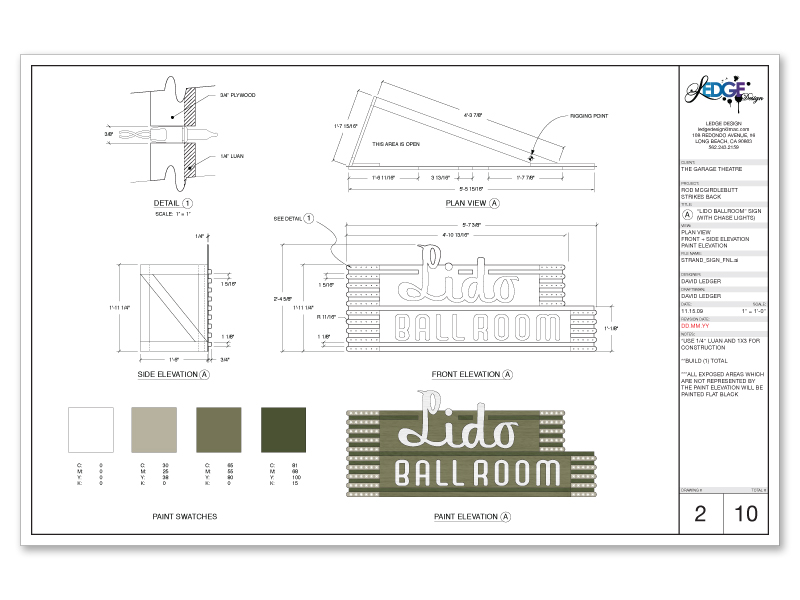 3/4" PLYWOOD
3/8"
1/4" LUAN
DETAIL 1
SCALE: 1" = 1"
4'-3 7/8"
RIGGING POINT
1'-7 15/16"
THIS AREA IS OPEN
1'-6 11/16"
3 13/16"
1'-7 7/8"
5'-5 15/16"
PLAN VIEW A
1/4"
1'-11 1/4"
1 5/16"
1 1/8"
1'-6"
3/4"
SIDE ELEVATION A
SEE DETAIL 1
5'-7 3/8"
4'-10 13/16"
2'-4 5/8"
1'-11 1/4"
1 5/16"
R 11/16"
1 1/8"
1'-1/8"
Lido
BALLROOM
FRONT ELEVATION A
C: 0
M: 0
Y: 0
K: 0
C: 30
M: 25
Y: 38
K: 0
C: 65
M: 55
Y: 80
K: 0
C: 81
M: 68
Y: 100
K: 15
PAINT SWATCHES
Lido
BALLROOM
PAINT ELEVATION A
LEDGE
Design
LEDGE DESIGN
ledgedesign@mac.com
109 REDONDO AVENUE, #6
LONG BEACH, CA 90803
562.243.2159
CLIENT:
THE GARAGE THEATRE
PROJECT:
ROD MCGIRDLEBUTT
STRIKES BACK
TITLE:
A "LIDO BALLROOM" SIGN
(WITH CHASE LIGHTS)
VIEW:
PLAN VIEW
FRONT + SIDE ELEVATION
PAINT ELEVATION
FILE NAME:
STRAND_SIGN_FNL.ai
DESIGNER:
DAVID LEDGER
DRAFTSMAN:
DAVID LEDGER
DATE: SCALE:
11.15.09 1" = 1'-0"
REVISION DATE:
DD.MM.YY
NOTES:
*USE 1/4" LUAN AND 1X3 FOR
CONSTRUCTION
**BUILD (1) TOTAL
***ALL EXPOSED AREAS WHICH
ARE NOT REPRESENTED BY
THE PAINT ELEVATION WILL BE
PAINTED FLAT BLACK
DRAWING # TOTAL #
2 10